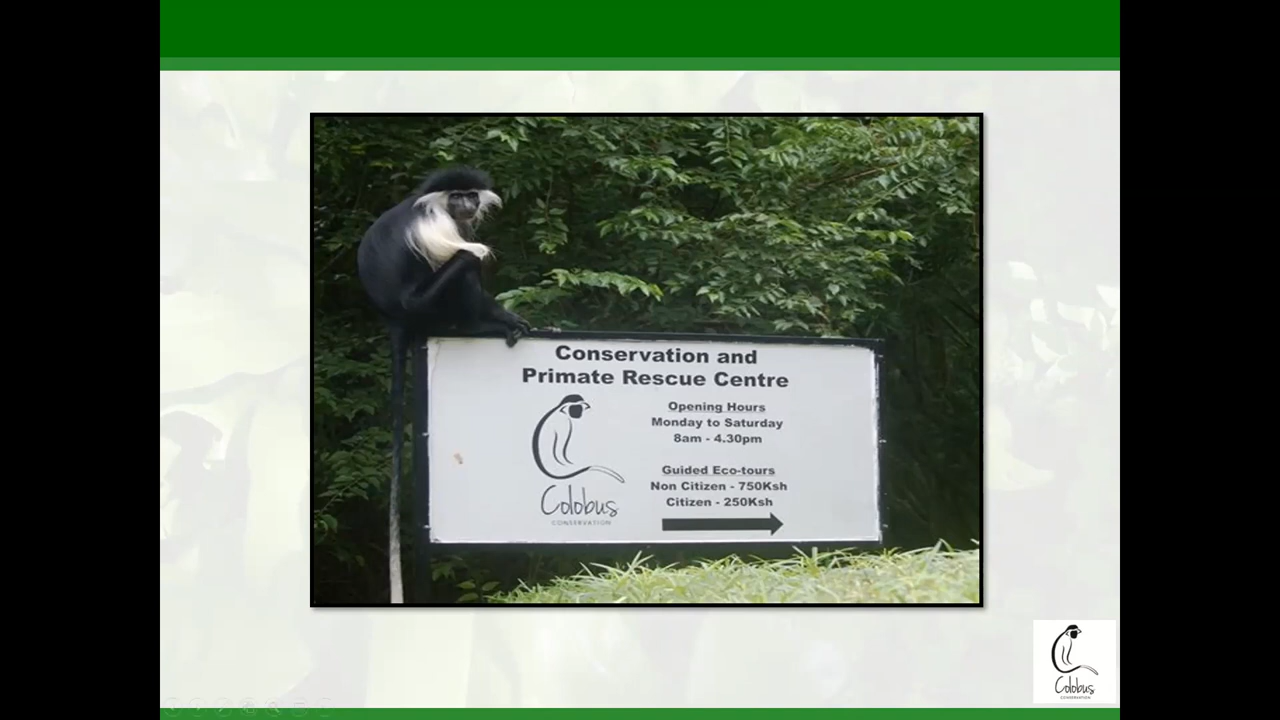 Conservation and
Primate Rescue Centre
Opening Hours
Monday to Saturday
8am - 4.30pm
Guided Eco-tours
Non Citizen - 750Ksh
Citizen - 250Ksh
Colobus
CONSERVATION
Colobus
CONSERVATION